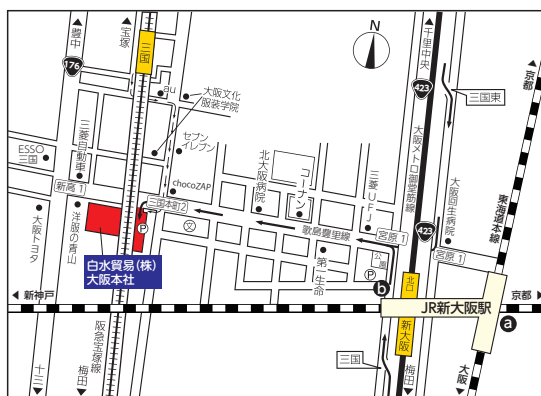 豊中
宝塚
N
千里中央
京都
176
三国
423
三国東
au
大阪文化
服装学院
セブン
イレブン
ESSO
三国
三菱自動車
chocoZAP
北大阪病院
コーナン
三菱UFJ
大阪メトロ御堂筋線
大阪回生病院
東海道本線
新高1
三国本町2
歌島豊里線
宮原1
423
宮原1
大阪トヨタ
洋服の青山
P
文
第一生命
公園
P
白水貿易(株)
大阪本社
b
北口
新神戸
JR新大阪駅
京都
新大阪
a
阪急宝塚線
三国
十三
梅田
梅田
大阪